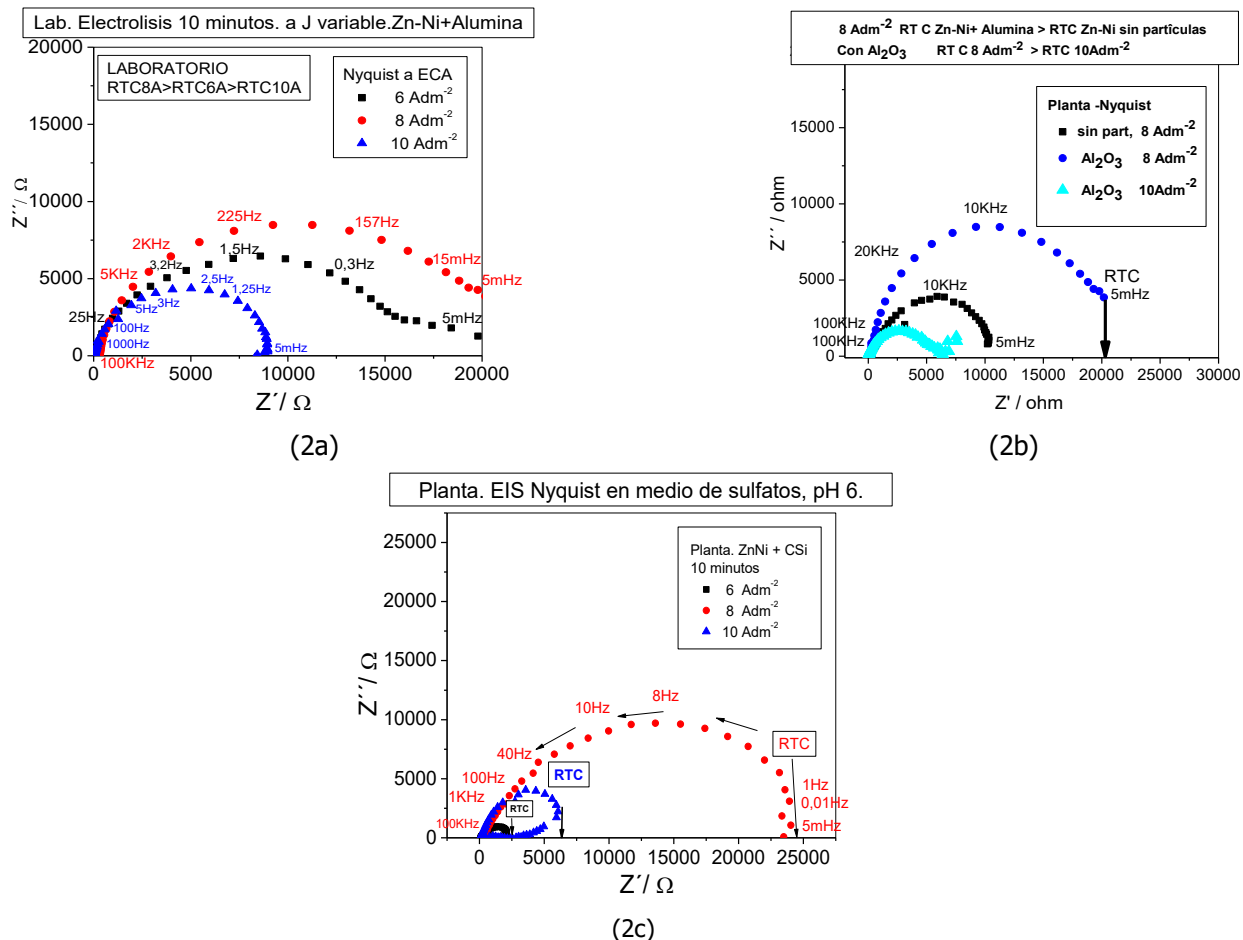 Lab. Electrolisis 10 minutos. a J variable.Zn-Ni+Alumina
20000
15000
10000
5000
0
LABORATORIO
RTC8A>RTC6A>RTC10A
Nyquist a ECA
6 Adm⁻²
8 Adm⁻²
10 Adm⁻²
Z´´/ Ω
225Hz
157Hz
2KHz
1,5Hz
15mHz
5KHz
3,2Hz
0,3Hz
5mHz
2,5Hz
1,25Hz
3Hz
5Hz
25Hz
5mHz
100Hz
1000Hz
5mHz
100KHz
0 5000 10000 15000 20000
Z´/ Ω
(2a)
8 Adm⁻² RT C Zn-Ni+ Alumina > RTC Zn-Ni sin partîculas
Con Al₂O₃ RT C 8 Adm⁻² > RTC 10Adm⁻²
15000
10000
5000
0
Planta -Nyquist
sin part, 8 Adm⁻²
Al₂O₃ 8 Adm⁻²
Al₂O₃ 10Adm⁻²
Z´´ / ohm
10KHz
20KHz
RTC
10KHz
5mHz
100KHz
100KHz
5mHz
0 5000 10000 15000 20000 25000 30000
Z' / ohm
(2b)
Planta. EIS Nyquist en medio de sulfatos, pH 6.
25000
20000
15000
10000
5000
0
Planta. ZnNi + CSi
10 minutos
6 Adm⁻²
8 Adm⁻²
10 Adm⁻²
Z´´/ Ω
8Hz
10Hz
RTC
40Hz
RTC
100Hz
1Hz
1KHz
RTC
0,01Hz
100KHz
5mHz
0 5000 10000 15000 20000 25000
Z´/ Ω
(2c)